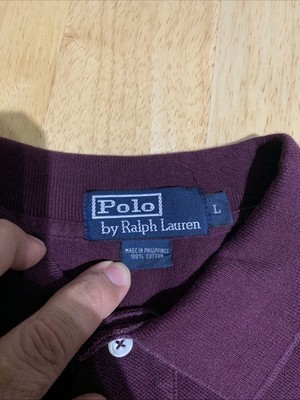 Polo
by Ralph Lauren
L
MADE IN PHILIPPINES
100% COTTON